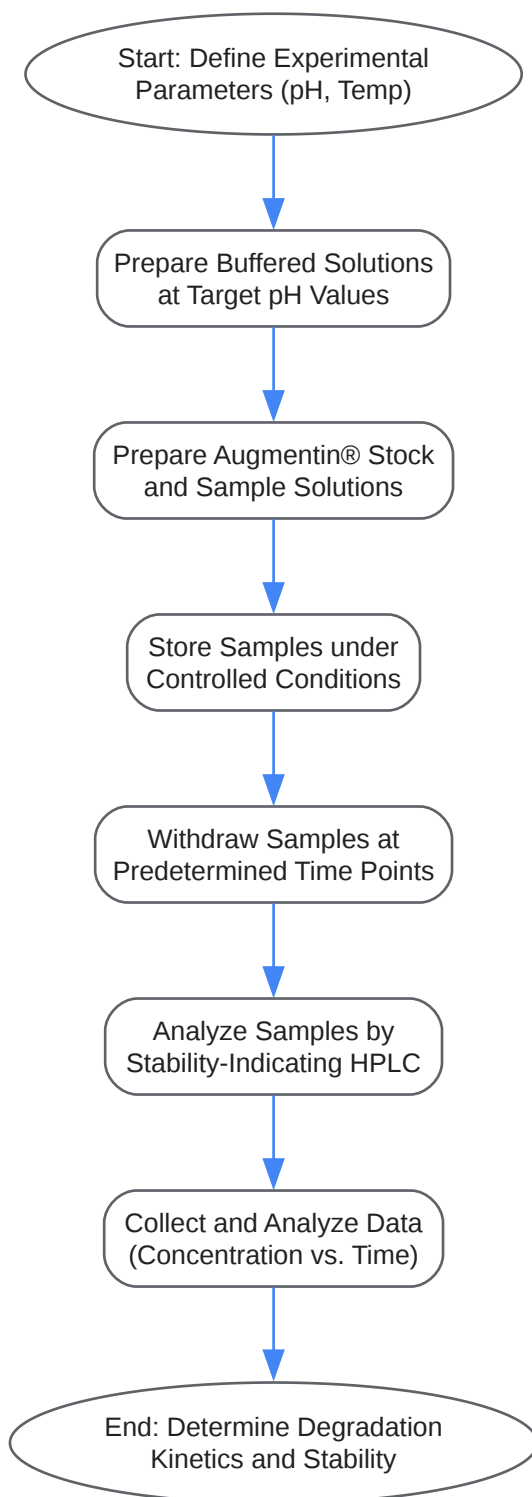 Start: Define Experimental
Parameters (pH, Temp)
Prepare Buffered Solutions
at Target pH Values
Prepare Augmentin® Stock
and Sample Solutions
Store Samples under
Controlled Conditions
Withdraw Samples at
Predetermined Time Points
Analyze Samples by
Stability-Indicating HPLC
Collect and Analyze Data
(Concentration vs. Time)
End: Determine Degradation
Kinetics and Stability